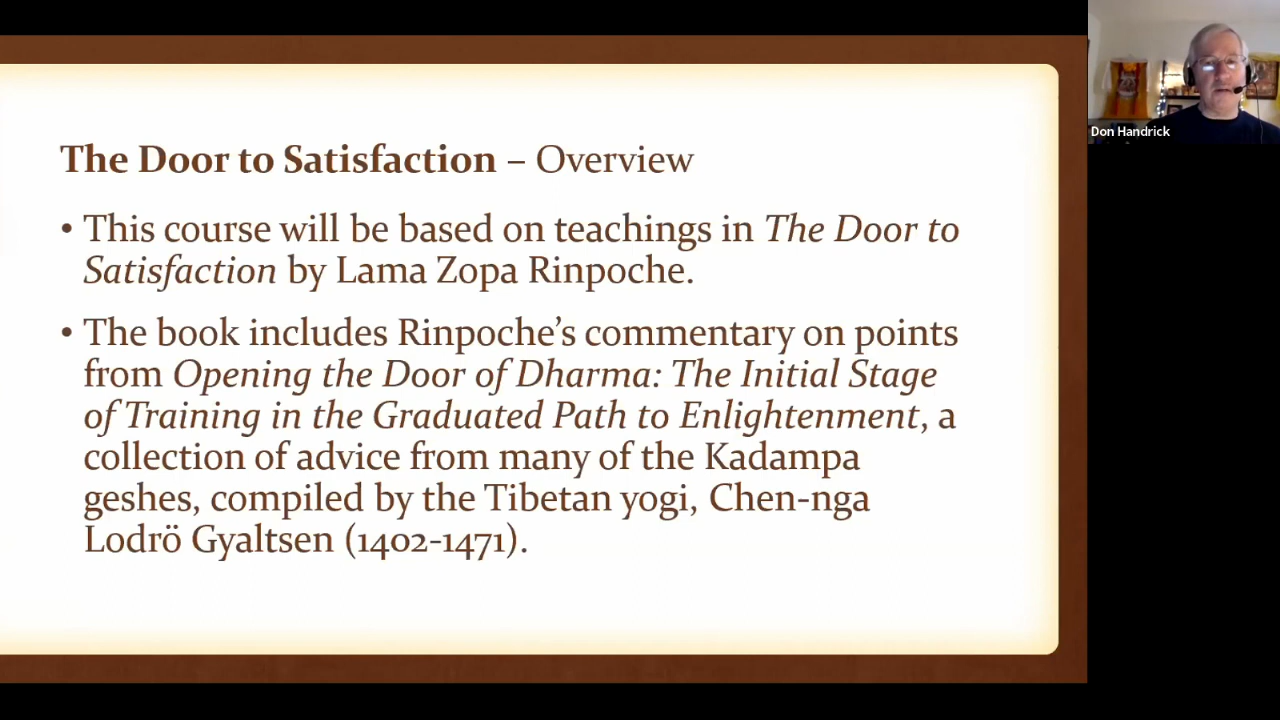 The Door to Satisfaction – Overview
• This course will be based on teachings in The Door to
Satisfaction by Lama Zopa Rinpoche.
• The book includes Rinpoche’s commentary on points
from Opening the Door of Dharma: The Initial Stage
of Training in the Graduated Path to Enlightenment, a
collection of advice from many of the Kadampa
geshes, compiled by the Tibetan yogi, Chen-nga
Lodrö Gyaltsen (1402-1471).
Don Handrick